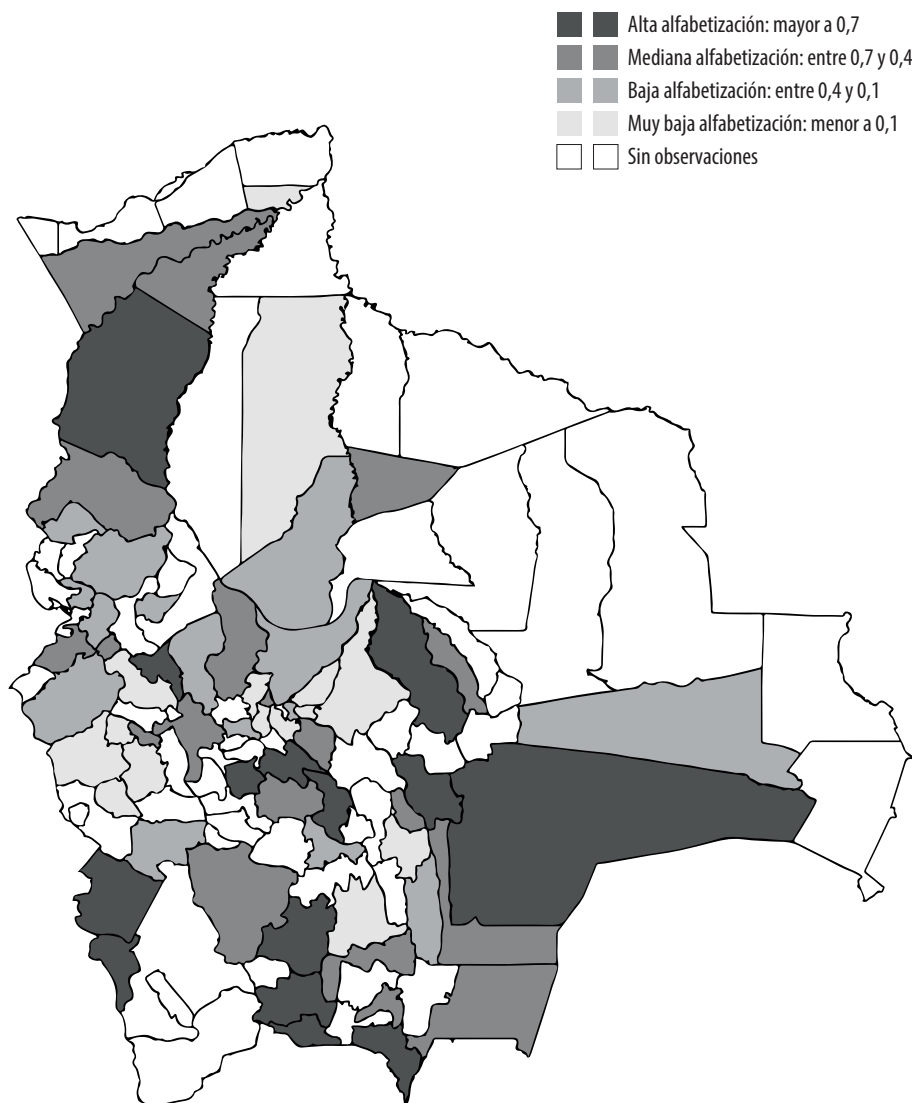 Alta alfabetización: mayor a 0,7
Mediana alfabetización: entre 0,7 y 0,4
Baja alfabetización: entre 0,4 y 0,1
Muy baja alfabetización: menor a 0,1
Sin observaciones